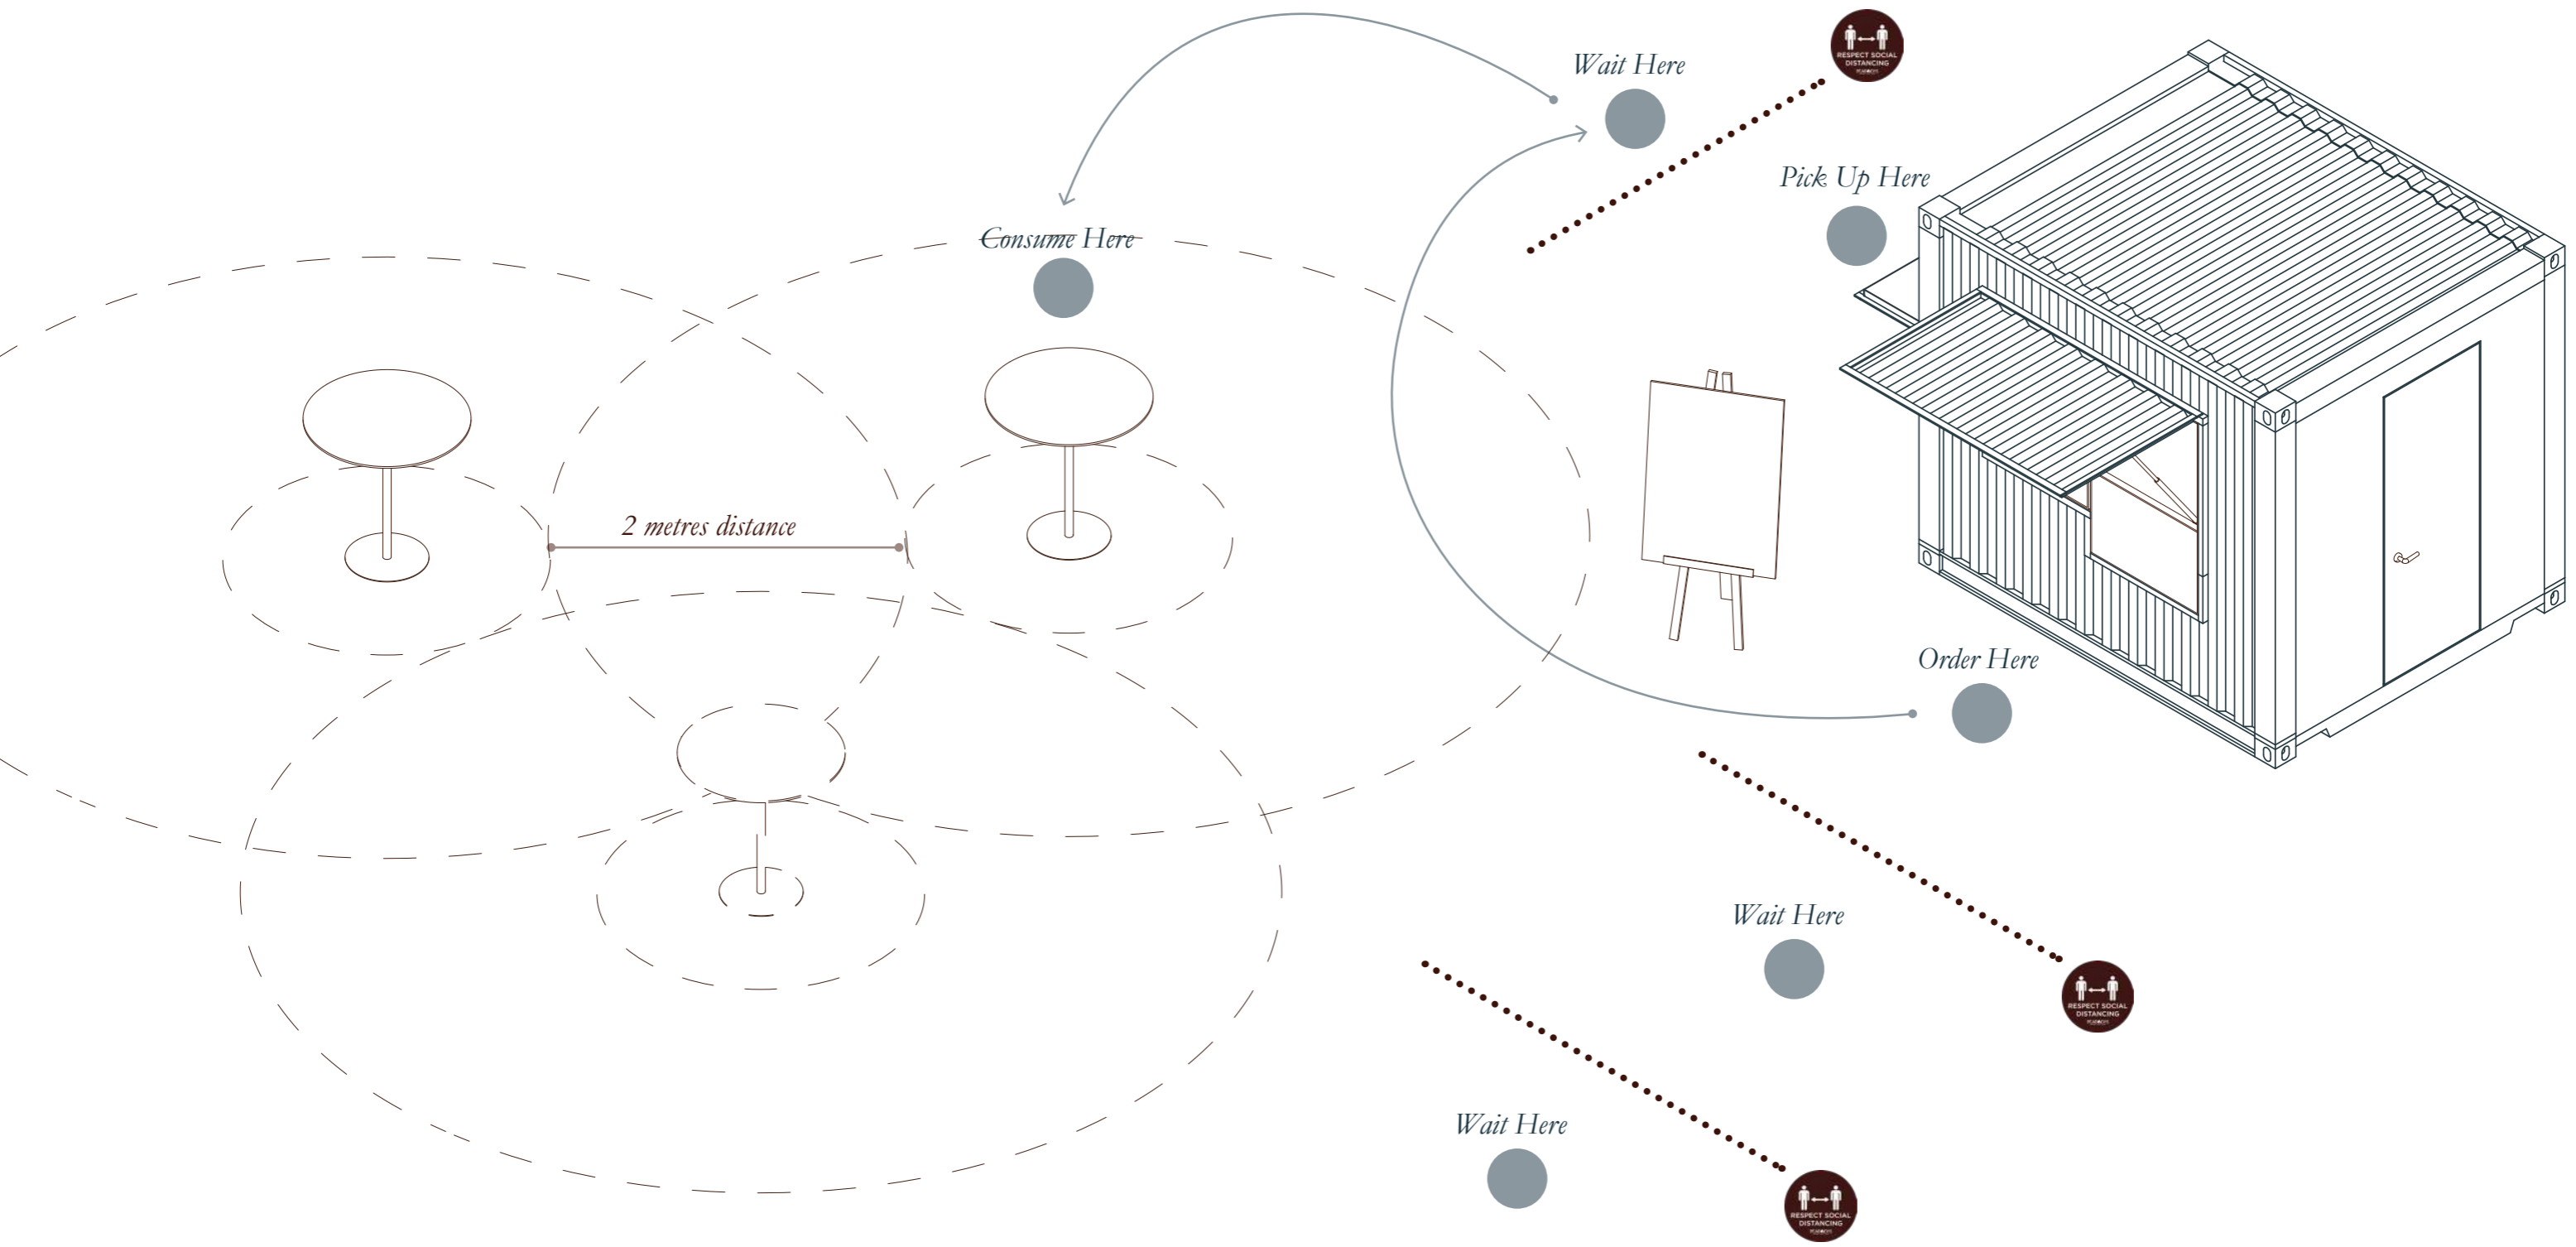 Wait Here
RESPECT SOCIAL
DISTANCING
Pick Up Here
Consume Here
2 metres distance
Order Here
Wait Here
RESPECT SOCIAL
DISTANCING
Wait Here
RESPECT SOCIAL
DISTANCING